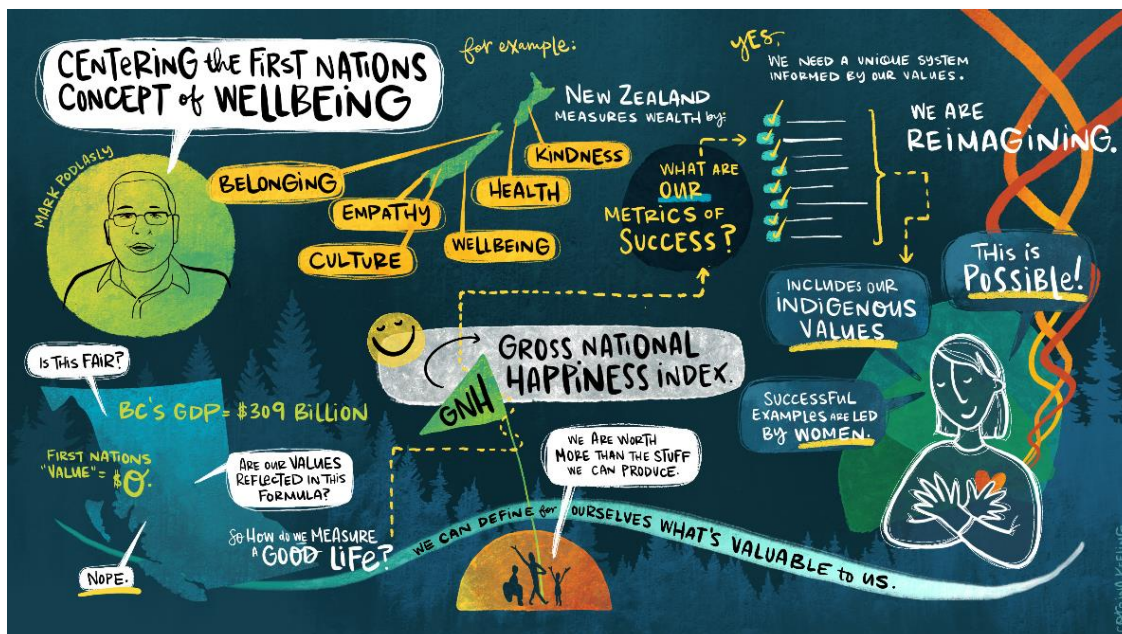 CENTERING the FIRST NATIONS
CONCEPT of WELLBEING
MARK PODLASLY
for example:
NEW ZEALAND
MEASURES WEALTH by:
KINDNESS
BELONGING
HEALTH
EMPATHY
WELLBEING
CULTURE
WHAT ARE
OUR
METRICS OF
SUCCESS?
YES,
WE NEED A UNIQUE SYSTEM
INFORMED BY OUR VALUES.
WE ARE
REIMAGINING.
THIS IS
POSSIBLE!
INCLUDES OUR
INDIGENOUS
VALUES
SUCCESSFUL
EXAMPLES ARE LED
BY WOMEN.
GROSS NATIONAL
HAPPINESS INDEX.
GNH
IS THIS FAIR?
BC'S GDP = $309 BILLION
FIRST NATIONS
"VALUE" = $0.
ARE OUR VALUES
REFLECTED IN THIS
FORMULA?
NOPE.
So HOW do WE MEASURE
A GOOD LIFE?
WE ARE WORTH
MORE THAN THE STUFF
WE CAN PRODUCE.
WE CAN DEFINE for OURSELVES WHAT'S VALUABLE to US.